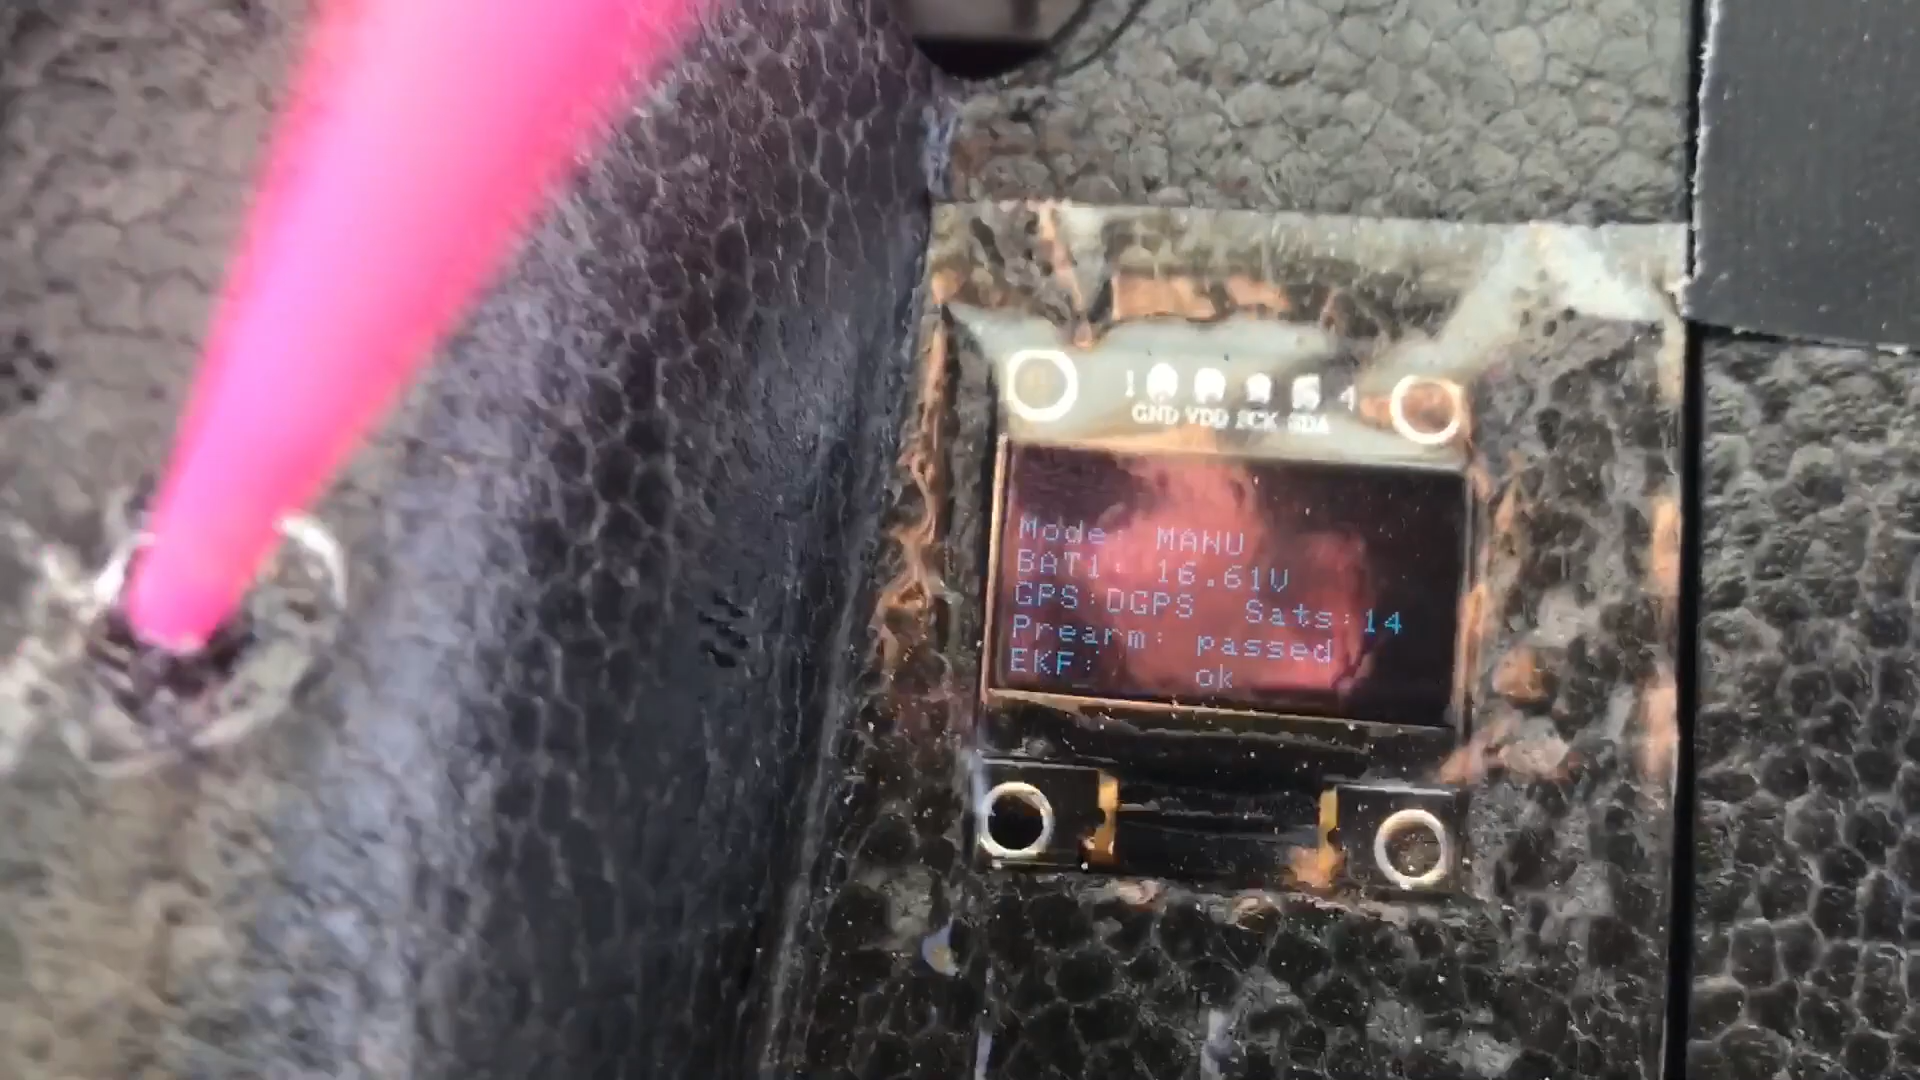 1 4
GND VDD SCK SDA
Mode: MANU
BAT1: 16.61V
GPS:DGPS Sats:14
Prearm: passed
EKF: ok